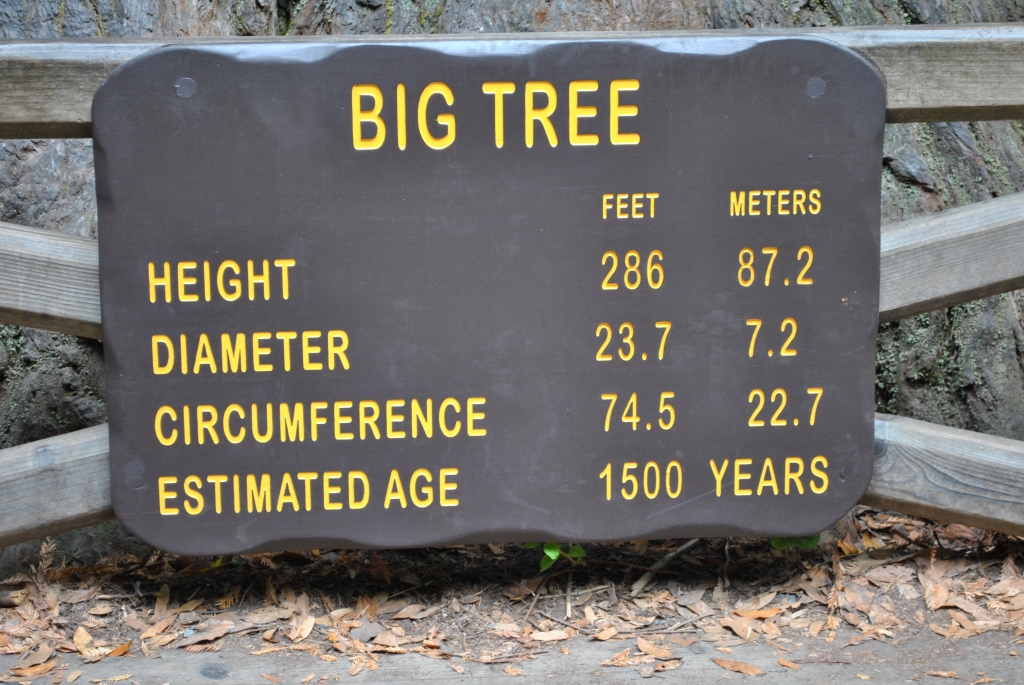 BIG TREE
FEET METERS
HEIGHT 286 87.2
DIAMETER 23.7 7.2
CIRCUMFERENCE 74.5 22.7
ESTIMATED AGE 1500 YEARS